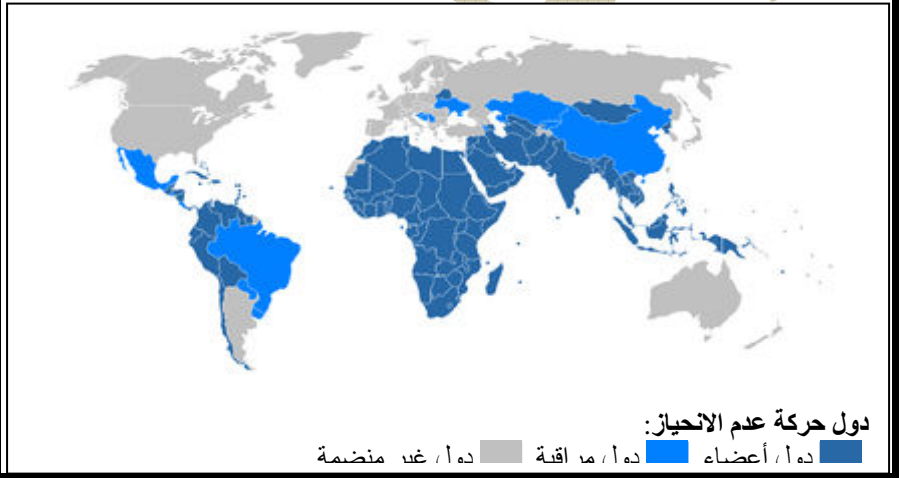 دول حركة عدم الانحياز:
دول أعضاء دول مراقبة دول غير منضمة